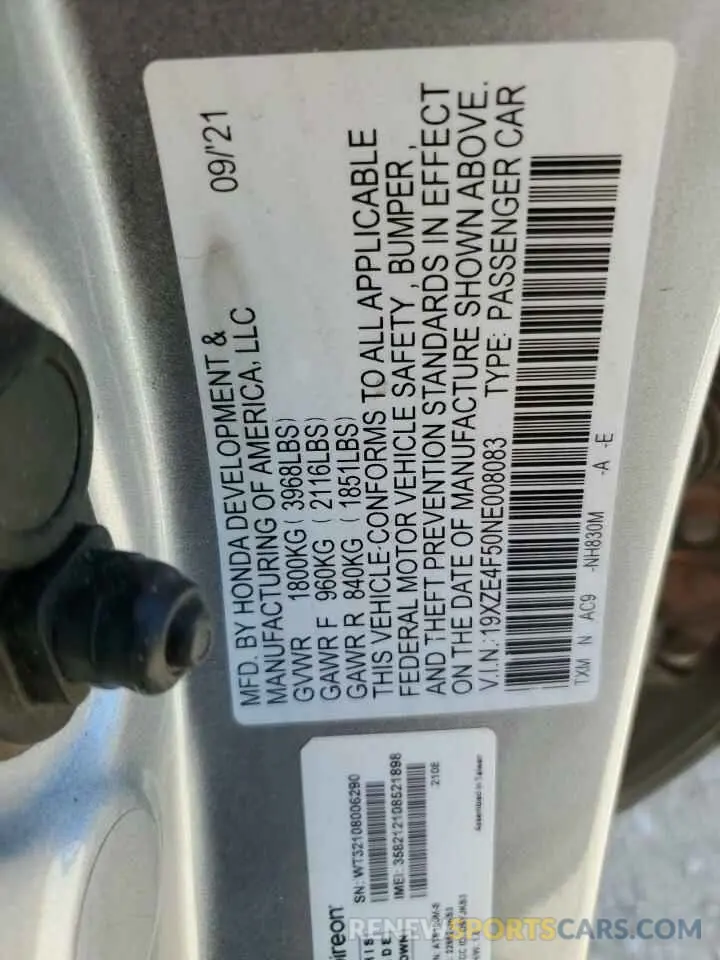 09/'21
MFD. BY HONDA DEVELOPMENT &
MANUFACTURING OF AMERICA, LLC
GVWR 1800KG (3968LBS)
GAWR F 960KG (2116LBS)
GAWR R 840KG (1851LBS)
THIS VEHICLE CONFORMS TO ALL APPLICABLE
FEDERAL MOTOR VEHICLE SAFETY, BUMPER,
AND THEFT PREVENTION STANDARDS IN EFFECT
ON THE DATE OF MANUFACTURE SHOWN ABOVE.
V.I.N.: 19XZE4F50NE008083 TYPE: PASSENGER CAR
TXM N AC9 -NH830M -A -E
pireon
SN: WT32108006290
IMEI: 358212108521898
210E
Assembled in Taiwan
RENEWSPORTSCARS.COM